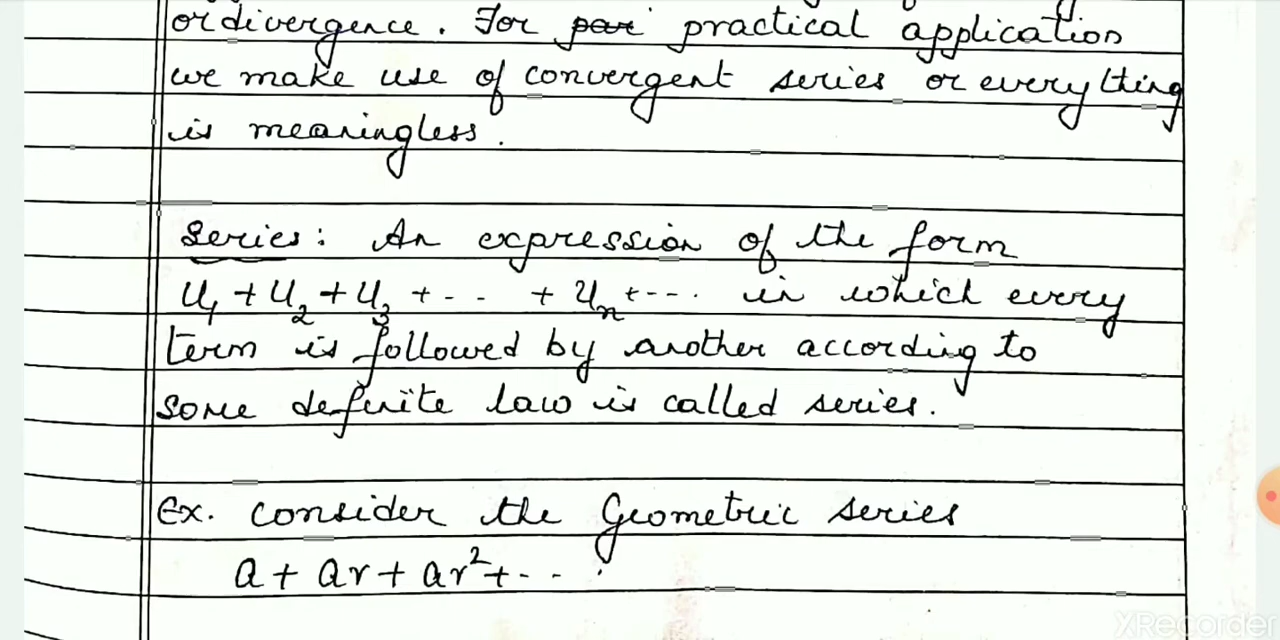 or divergence. For practical application
we make use of convergent series or everything
is meaningless.
Series: An expression of the form
U₁ + U₂ + U₃ + - .. + Uₙ + --.. in which every
term is followed by another according to
some definite law is called series.
Ex. consider the Geometric series
a + ar + ar² + - - - .
XRecorder